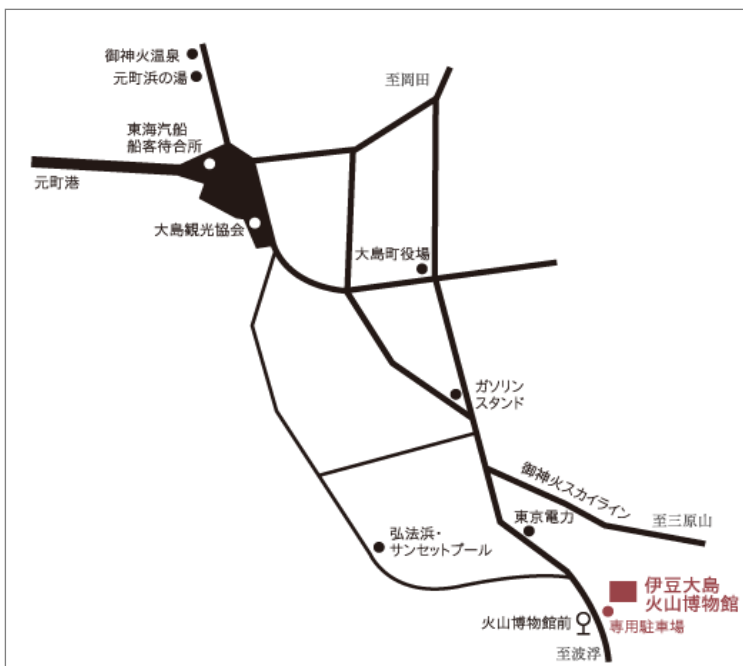 御神火温泉
元町浜の湯
至岡田
東海汽船
船客待合所
元町港
大島観光協会
大島町役場
ガソリン
スタンド
御神火スカイライン
至三原山
東京電力
弘法浜・
サンセットプール
伊豆大島
火山博物館
専用駐車場
火山博物館前
至波浮